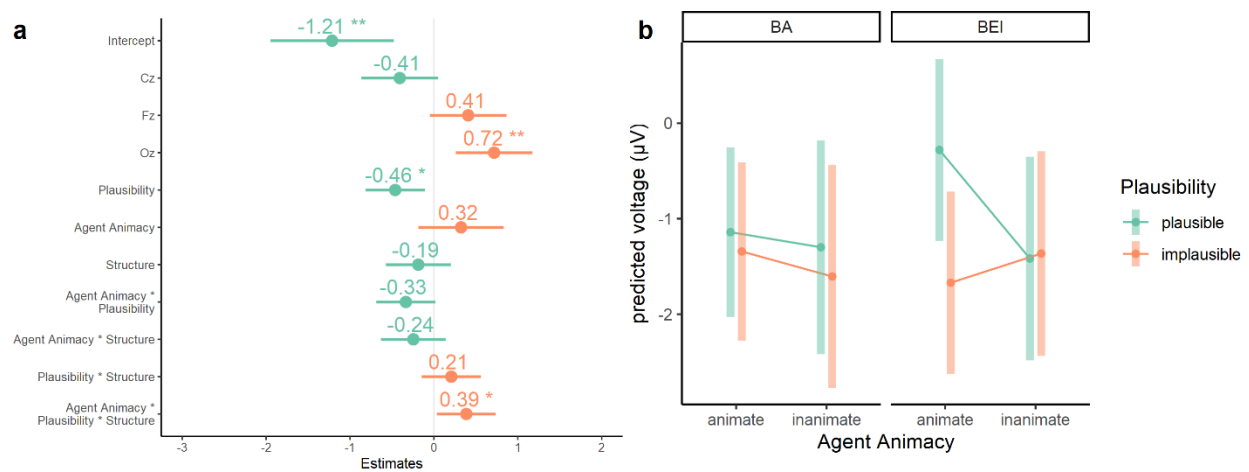 a
Intercept
-1.21 **
Cz
-0.41
Fz
0.41
Oz
0.72 **
Plausibility
-0.46 *
Agent Animacy
0.32
Structure
-0.19
Agent Animacy *
Plausibility
-0.33
Agent Animacy * Structure
-0.24
Plausibility * Structure
0.21
Agent Animacy *
Plausibility * Structure
0.39 *
-3 -2 -1 0 1 2
Estimates
b
BA BEI
predicted voltage (µV)
0
-1
-2
animate inanimate animate inanimate
Agent Animacy
Plausibility
plausible
implausible